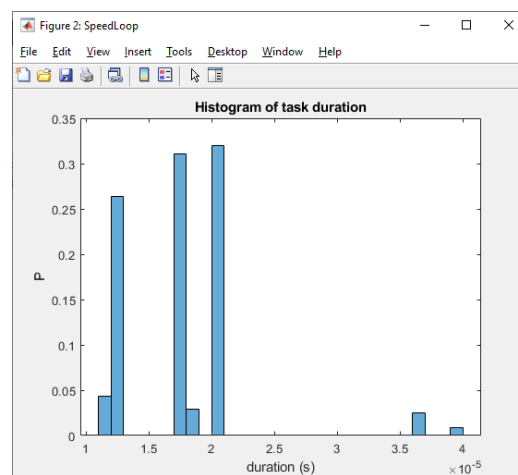 Figure 2: SpeedLoop
File Edit View Insert Tools Desktop Window Help
Histogram of task duration
0.35
0.3
0.25
0.2
0.15
0.1
0.05
0
P
1 1.5 2 2.5 3 3.5 4
× 10⁻⁵
duration (s)